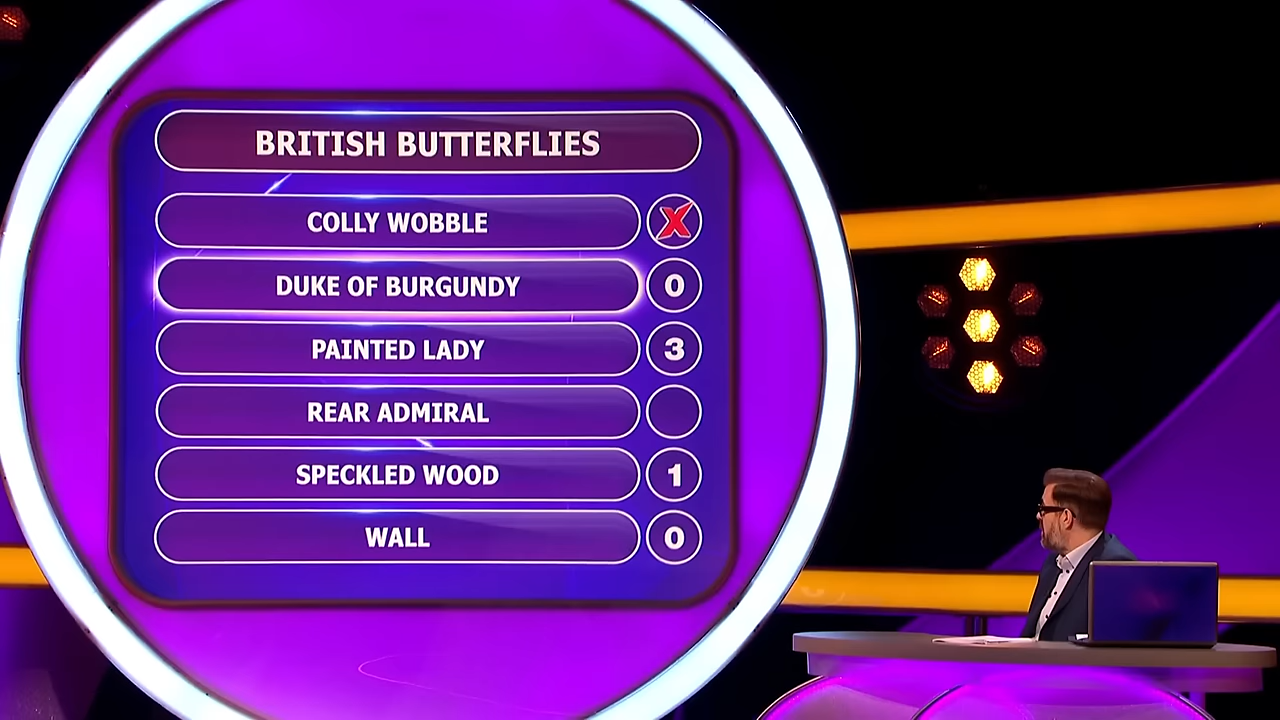 BRITISH BUTTERFLIES
COLLY WOBBLE X
DUKE OF BURGUNDY 0
PAINTED LADY 3
REAR ADMIRAL
SPECKLED WOOD 1
WALL 0